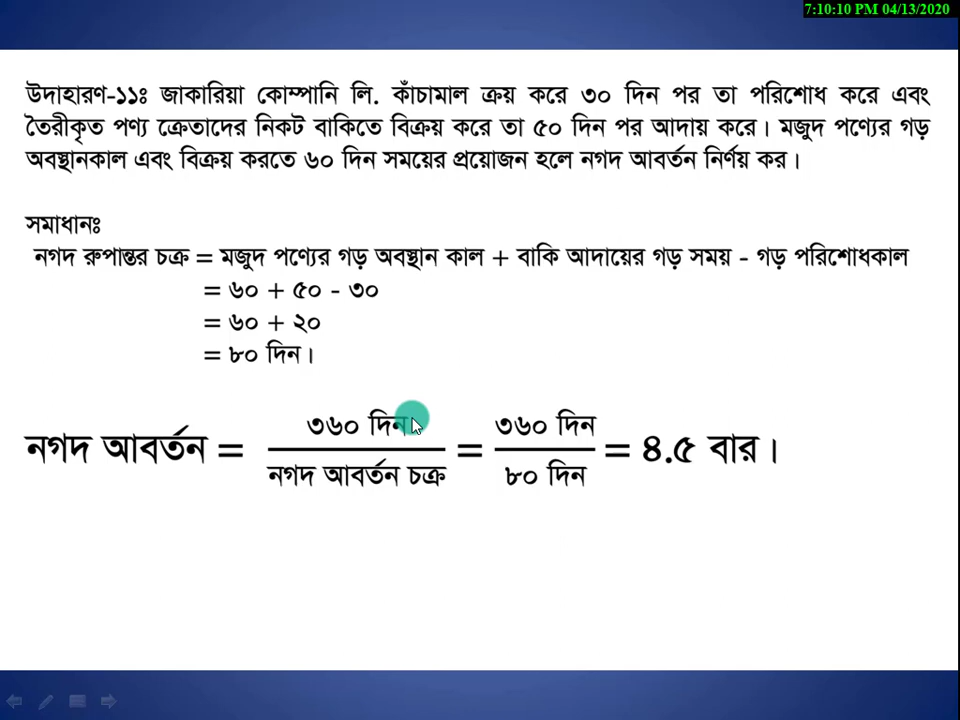 7:10:10 PM 04/13/2020
উদাহারণ-১১ঃ জাকারিয়া কোম্পানি লি. কাঁচামাল ক্রয় করে ৩০ দিন পর তা পরিশোধ করে এবং
তৈরীকৃত পণ্য ক্রেতাদের নিকট বাকিতে বিক্রয় করে তা ৫০ দিন পর আদায় করে। মজুদ পণ্যের গড়
অবস্থানকাল এবং বিক্রয় করতে ৬০ দিন সময়ের প্রয়োজন হলে নগদ আবর্তন নির্ণয় কর।
সমাধানঃ
নগদ রুপান্তর চক্র = মজুদ পণ্যের গড় অবস্থান কাল + বাকি আদায়ের গড় সময় - গড় পরিশোধকাল
= ৬০ + ৫০ - ৩০
= ৬০ + ২০
= ৮০ দিন।
নগদ আবর্তন = ৩৬০ দিন / নগদ আবর্তন চক্র = ৩৬০ দিন / ৮০ দিন = ৪.৫ বার।